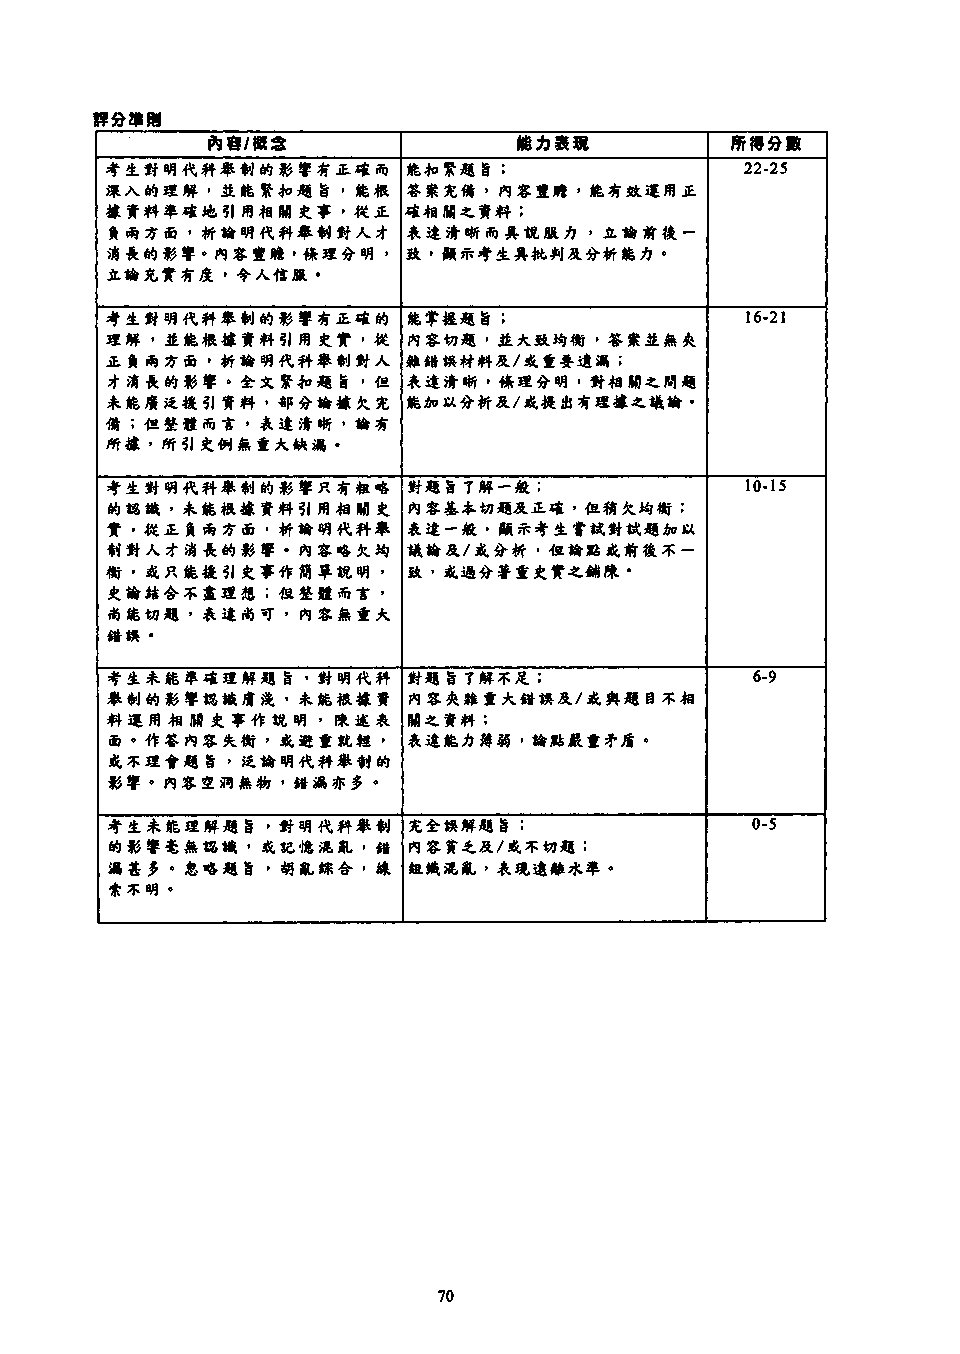 評分準則
內容/概念 能力表現 所得分數
考生對明代科舉制的影響有正確而
深入的理解，並能緊扣題旨，能根
據資料準確地引用相關史事，從正
負兩方面，析論明代科舉制對人才
消長的影響。內容豐贍，條理分明，
立論充實有度，令人信服。
能扣緊題旨；
答案完備，內容豐贍，能有效運用正
確相關之資料；
表達清晰而具說服力，立論前後一
致，顯示考生具批判及分析能力。
22-25
考生對明代科舉制的影響有正確的
理解，並能根據資料引用史實，從
正負兩方面，析論明代科舉制對人
才消長的影響。全文緊扣題旨，但
未能廣泛援引資料，部分論據欠完
備；但整體而言，表達清晰，論有
所據，所引史例無重大缺漏。
能掌握題旨；
內容切題，並大致均衡，答案並無夾
雜錯誤材料及/或重要遺漏；
表達清晰，條理分明，對相關之問題
能加以分析及/或提出有理據之議論。
16-21
考生對明代科舉制的影響只有粗略
的認識，未能根據資料引用相關史
實，從正負兩方面，析論明代科舉
制對人才消長的影響。內容略欠均
衡，或只能援引史事作簡單說明，
史論結合不盡理想；但整體而言，
尚能切題，表達尚可，內容無重大
錯誤。
對題旨了解一般；
內容基本切題及正確，但稍欠均衡；
表達一般，顯示考生嘗試對試題加以
議論及/或分析，但論點或前後不一
致，或過分著重史實之鋪陳。
10-15
考生未能準確理解題旨，對明代科
舉制的影響認識膚淺，未能根據資
料運用相關史事作說明，陳述表
面。作答內容失衡，或避重就輕，
或不理會題旨，泛論明代科舉制的
影響。內容空洞無物，錯漏亦多。
對題旨了解不足；
內容夾雜重大錯誤及/或與題目不相
關之資料；
表達能力薄弱，論點嚴重矛盾。
6-9
考生未能理解題旨，對明代科舉制
的影響毫無認識，或記憶混亂，錯
漏甚多。忽略題旨，胡亂綜合，線
索不明。
完全誤解題旨；
內容貧乏及/或不切題；
組織混亂，表現遠離水準。
0-5
70